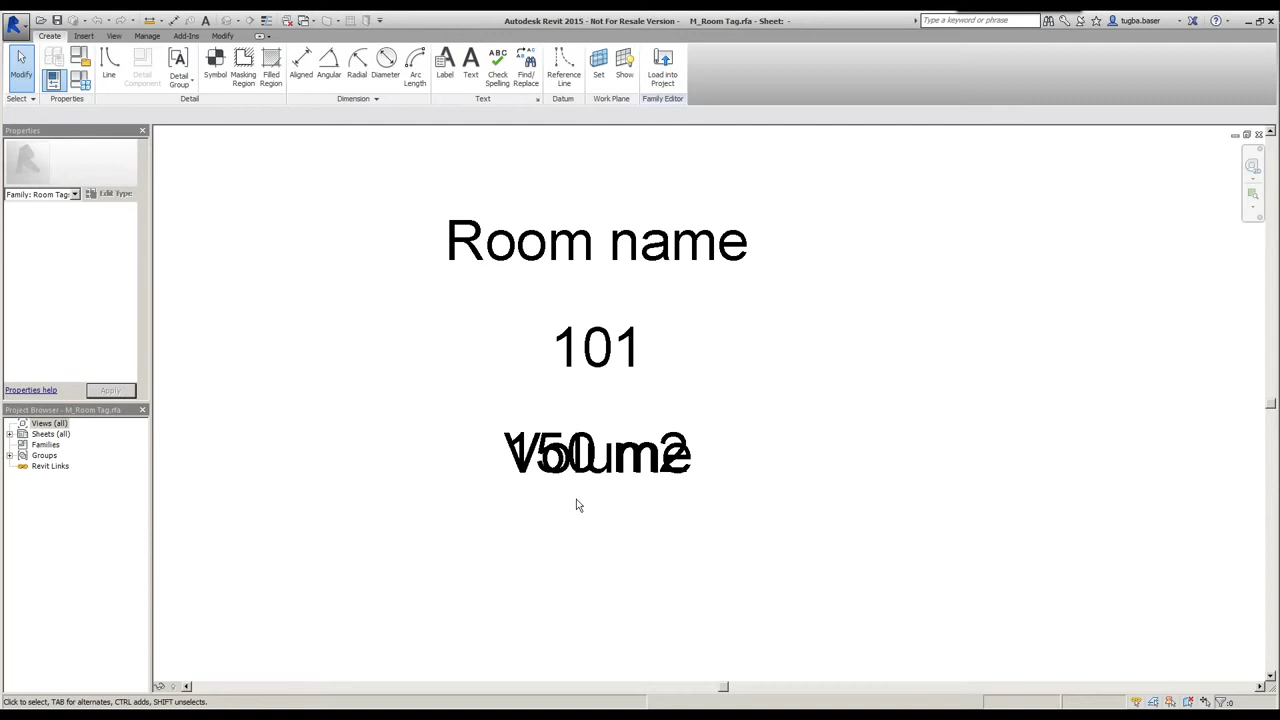 Autodesk Revit 2015 - Not For Resale Version - M_Room Tag.rfa - Sheet: -
Type a keyword or phrase
tugba.baser
Create Insert View Manage Add-Ins Modify
Modify
Line
Detail Component
Detail Group
Symbol
Masking Region
Filled Region
Aligned
Angular
Radial
Diameter
Arc Length
Label
Text
Check Spelling
Find/ Replace
Reference Line
Set
Show
Load into Project
Select Properties Detail Dimension Text Datum Work Plane Family Editor
Properties
Family: Room Tag:
Edit Type
Properties help
Apply
Project Browser - M_Room Tag.rfa
Views (all)
Sheets (all)
Families
Groups
Revit Links
Room name
101
Volume
150 m2
Click to select, TAB for alternates, CTRL adds, SHIFT unselects.
:0